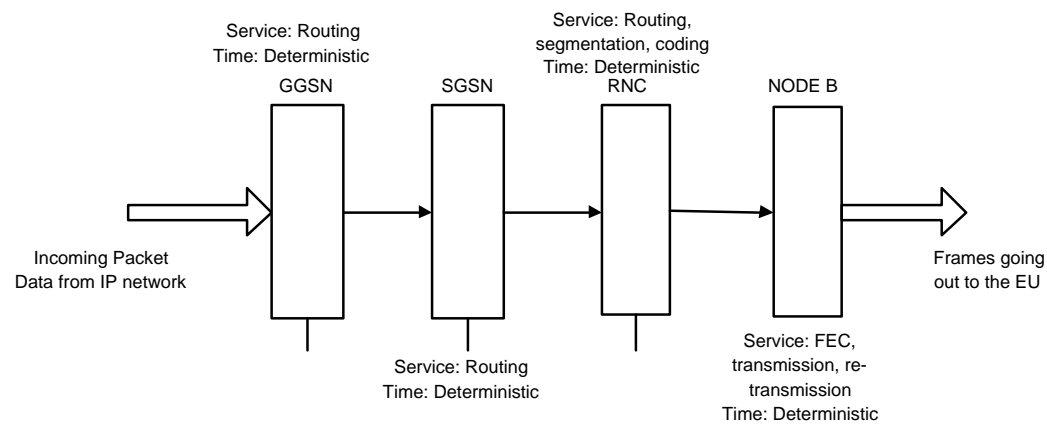 Service: Routing
Time: Deterministic
GGSN
SGSN
Service: Routing,
segmentation, coding
Time: Deterministic
RNC
NODE B
Incoming Packet
Data from IP network
Frames going
out to the EU
Service: Routing
Time: Deterministic
Service: FEC,
transmission, re-
transmission
Time: Deterministic